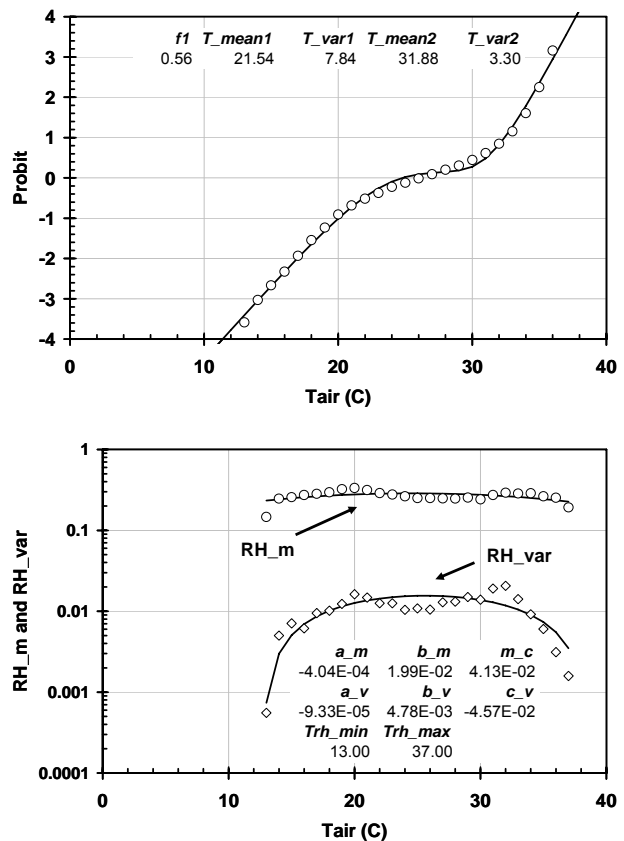 4
3
2
1
0
-1
-2
-3
-4
Probit
f1 T_mean1 T_var1 T_mean2 T_var2
0.56 21.54 7.84 31.88 3.30
0 10 20 30 40
Tair (C)
1
0.1
0.01
0.001
0.0001
RH_m and RH_var
RH_m
RH_var
a_m b_m m_c
-4.04E-04 1.99E-02 4.13E-02
a_v b_v c_v
-9.33E-05 4.78E-03 -4.57E-02
Trh_min Trh_max
13.00 37.00
0 10 20 30 40
Tair (C)